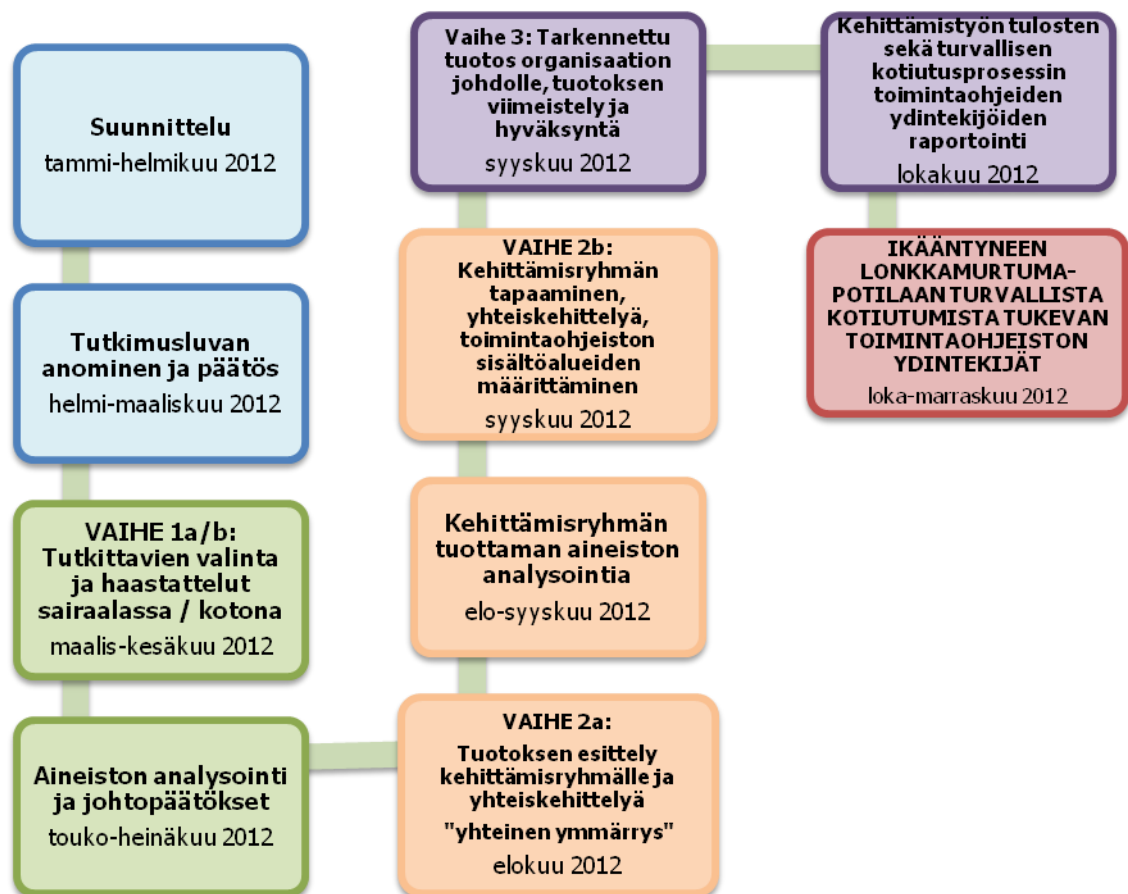 Suunnittelu
tammi-helmikuu 2012
Tutkimusluvan
anominen ja päätös
helmi-maaliskuu 2012
VAIHE 1a/b:
Tutkittavien valinta
ja haastattelut
sairaalassa / kotona
maalis-kesäkuu 2012
Aineiston analysointi
ja johtopäätökset
touko-heinäkuu 2012
VAIHE 2a:
Tuotoksen esittely
kehittämisryhmälle ja
yhteiskehittelyä
"yhteinen ymmärrys"
elokuu 2012
Kehittämisryhmän
tuottaman aineiston
analysointia
elo-syyskuu 2012
VAIHE 2b:
Kehittämisryhmän
tapaaminen,
yhteiskehittelyä,
toimintaohjeiston
sisältöalueiden
määrittäminen
syyskuu 2012
Vaihe 3: Tarkennettu
tuotos organisaation
johdolle, tuotoksen
viimeistely ja
hyväksyntä
syyskuu 2012
Kehittämistyön tulosten
sekä turvallisen
kotiutusprosessin
toimintaohjeiden
ydintekijöiden
raportointi
lokakuu 2012
IKÄÄNTYNEEN
LONKKAMURTUMA-
POTILAAN TURVALLISTA
KOTIUTUMISTA TUKEVAN
TOIMINTAOHJEISTON
YDINTEKIJÄT
loka-marraskuu 2012